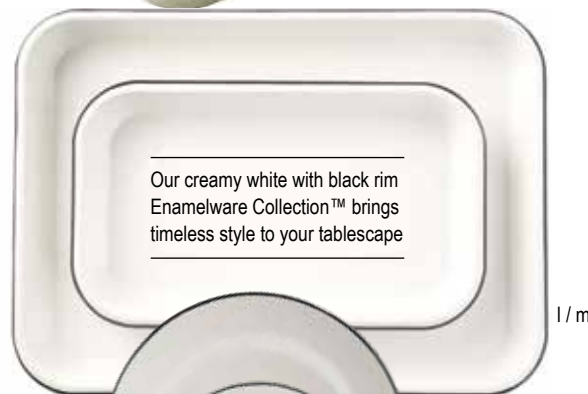 Our creamy white with black rim
Enamelware Collection™ brings
timeless style to your tablescape
l / m